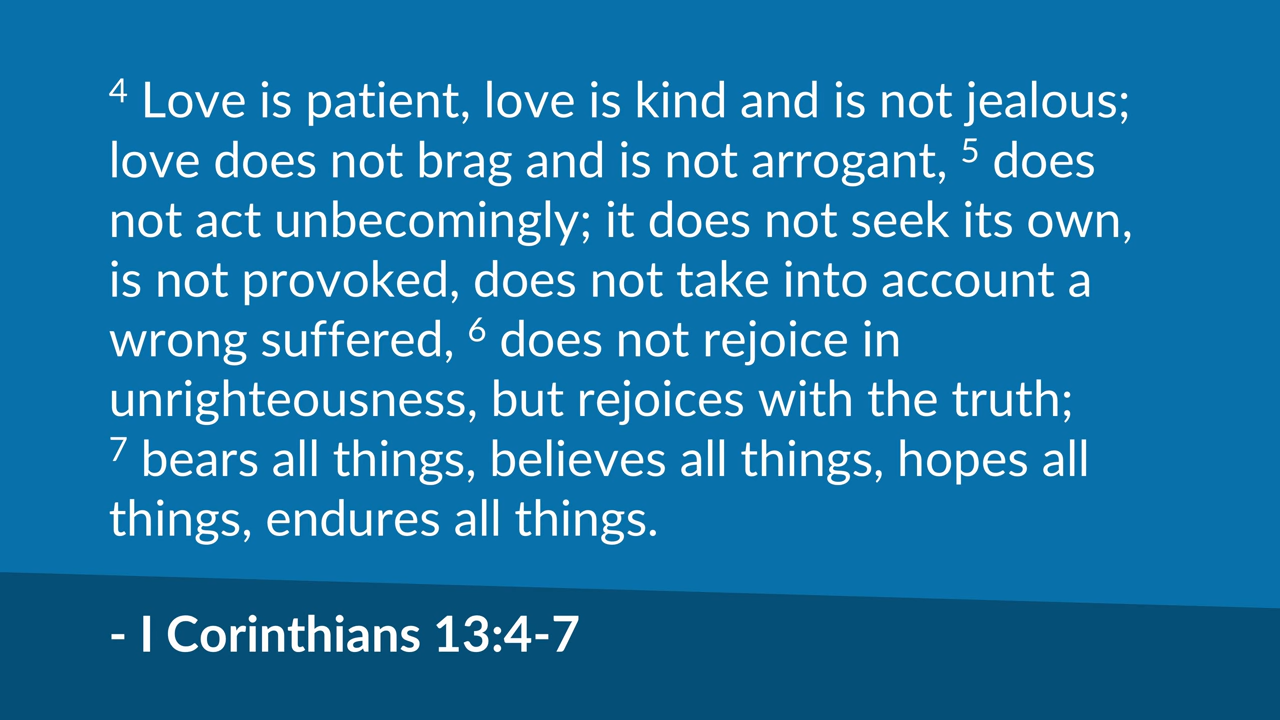 4 Love is patient, love is kind and is not jealous;
love does not brag and is not arrogant, 5 does
not act unbecomingly; it does not seek its own,
is not provoked, does not take into account a
wrong suffered, 6 does not rejoice in
unrighteousness, but rejoices with the truth;
7 bears all things, believes all things, hopes all
things, endures all things.
- I Corinthians 13:4-7